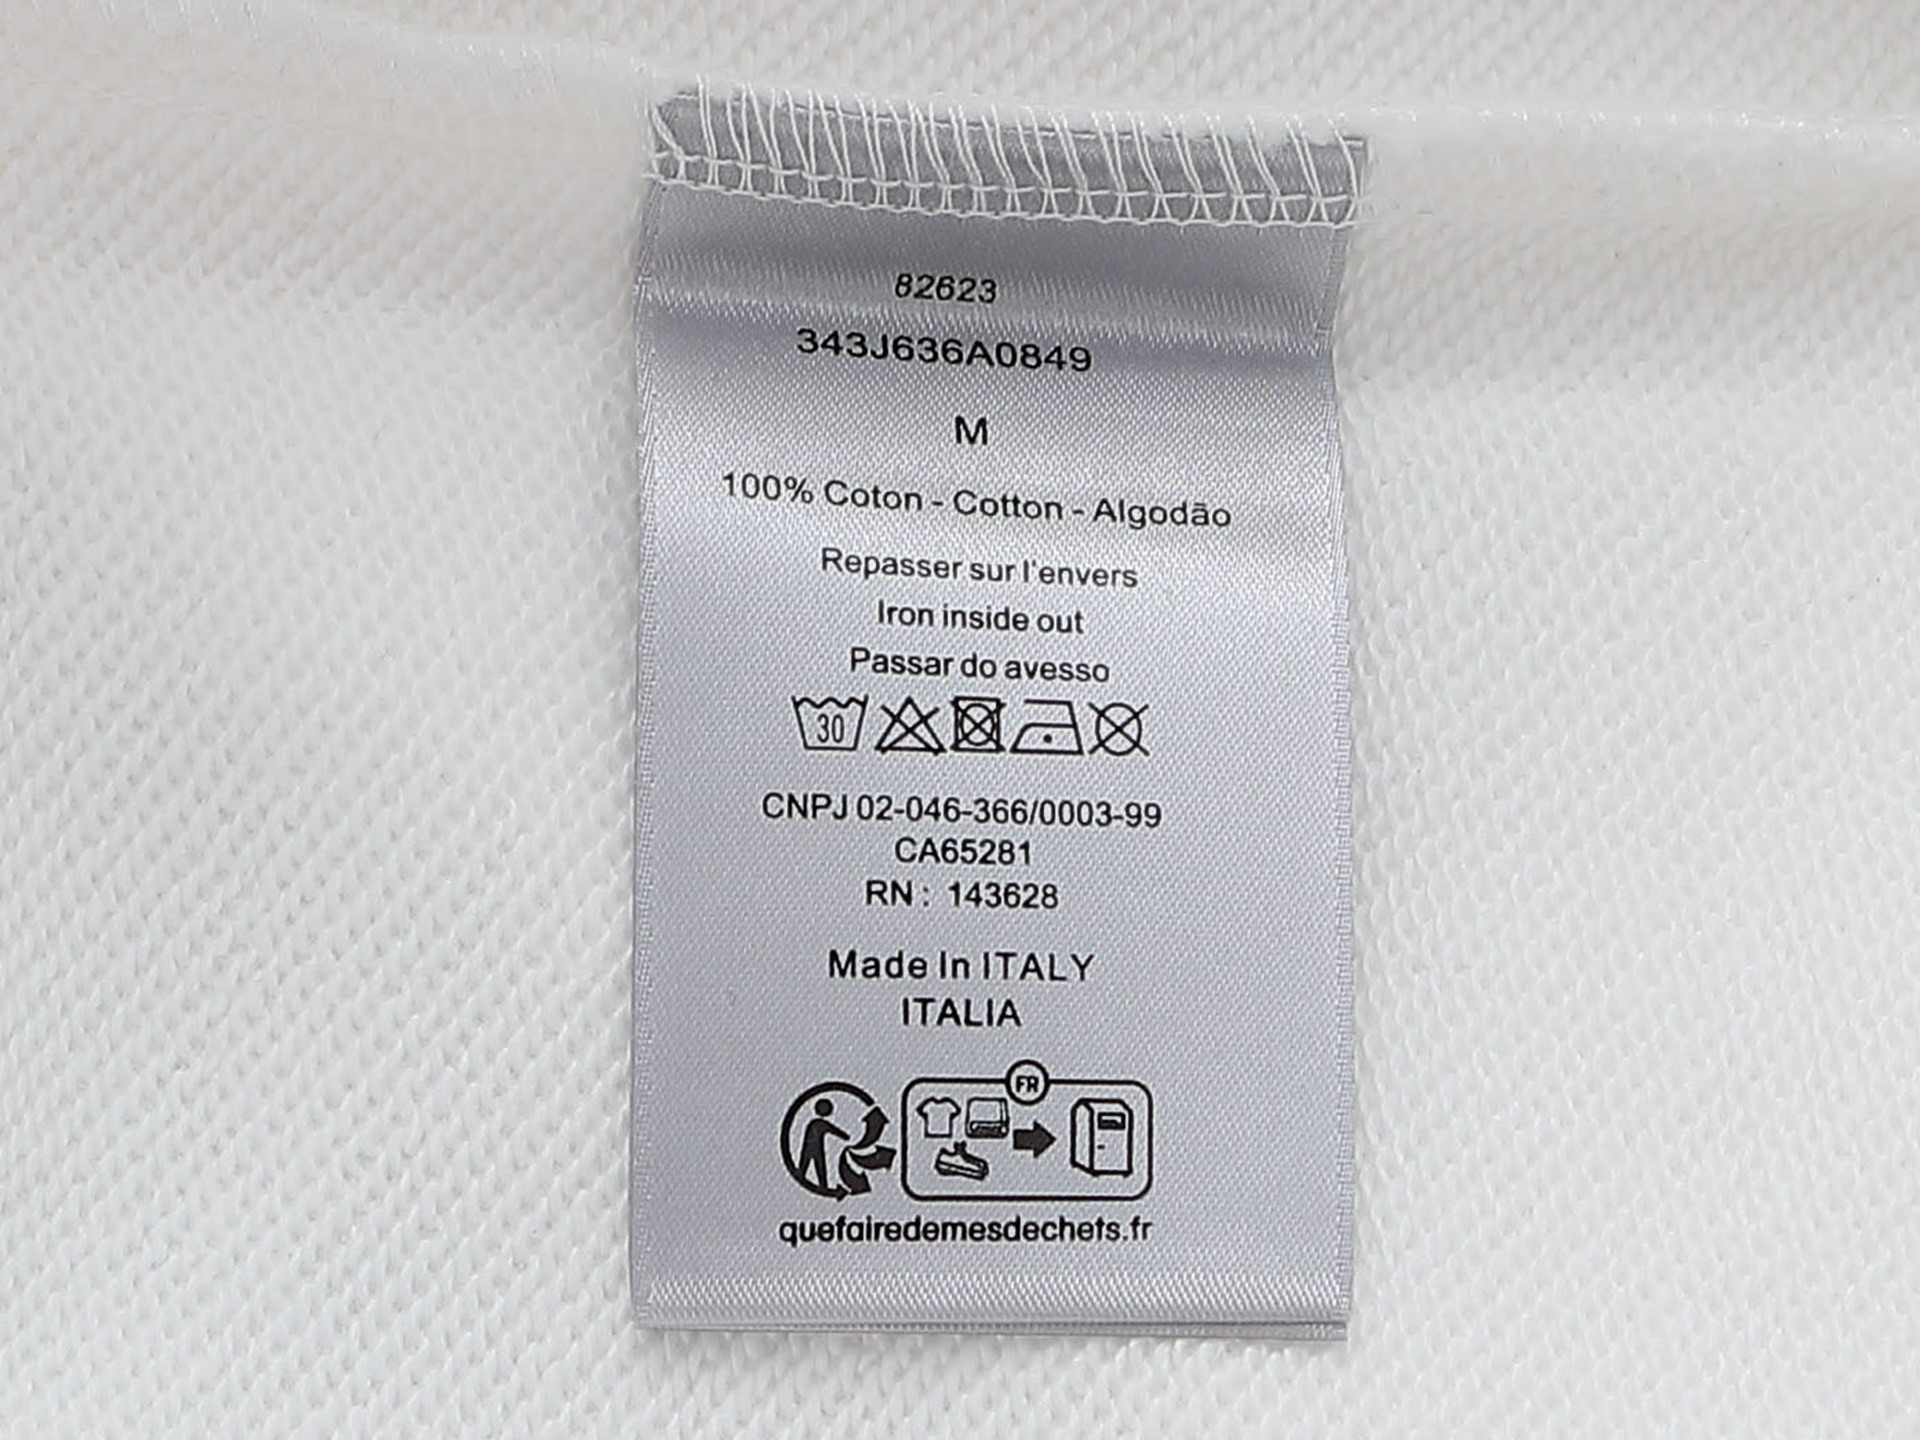 82623
343J636A0849
M
100% Coton - Cotton - Algodão
Repasser sur l'envers
Iron inside out
Passar do avesso
30
CNPJ 02-046-366/0003-99
CA65281
RN : 143628
Made In ITALY
ITALIA
FR
quefairedemesdechets.fr